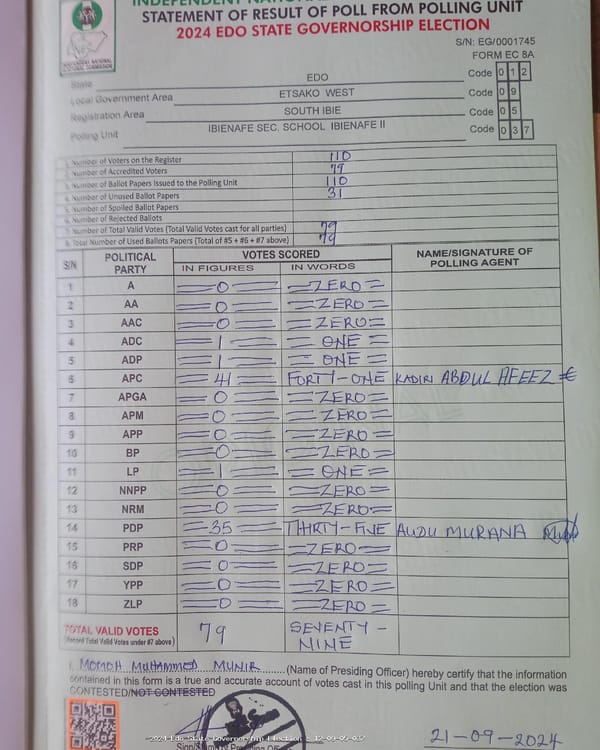 INDEPENDENT
STATEMENT OF RESULT OF POLL FROM POLLING UNIT
2024 EDO STATE GOVERNORSHIP ELECTION
S/N: EG/0001745
FORM EC 8A
State EDO Code 0 1 2
Local Government Area ETSAKO WEST Code 0 9
Registration Area SOUTH IBIE Code 0 5
Polling Unit IBIENAFE SEC. SCHOOL IBIENAFE II Code 0 3 7
1. Number of Voters on the Register 110
2. Number of Accredited Voters 79
3. Number of Ballot Papers Issued to the Polling Unit 110
4. Number of Unused Ballot Papers 31
5. Number of Spoiled Ballot Papers
6. Number of Rejected Ballots
7. Number of Total Valid Votes (Total Valid Votes cast for all parties) 79
8. Total Number of Used Ballots Papers (Total of #5 + #6 + #7 above) 79
S/N POLITICAL PARTY VOTES SCORED NAME/SIGNATURE OF POLLING AGENT
IN FIGURES IN WORDS
1 A 0 ZERO
2 AA 0 ZERO
3 AAC 0 ZERO
4 ADC 1 ONE
5 ADP 1 ONE
6 APC 41 FORTY-ONE KADIRI ABDUL AFEEZ
7 APGA 0 ZERO
8 APM 0 ZERO
9 APP 0 ZERO
10 BP 0 ZERO
11 LP 1 ONE
12 NNPP 0 ZERO
13 NRM 0 ZERO
14 PDP 35 THIRTY-FIVE AUDU MURANA
15 PRP 0 ZERO
16 SDP 0 ZERO
17 YPP 0 ZERO
18 ZLP 0 ZERO
TOTAL VALID VOTES 79 SEVENTY-NINE
(Record Total Valid Votes under #7 above)
I, MOMOH MUHAMMED MUNIR (Name of Presiding Officer) hereby certify that the information
contained in this form is a true and accurate account of votes cast in this polling Unit and that the election was
CONTESTED/NOT CONTESTED
2024 Edo State Governorship Election
21-09-2024